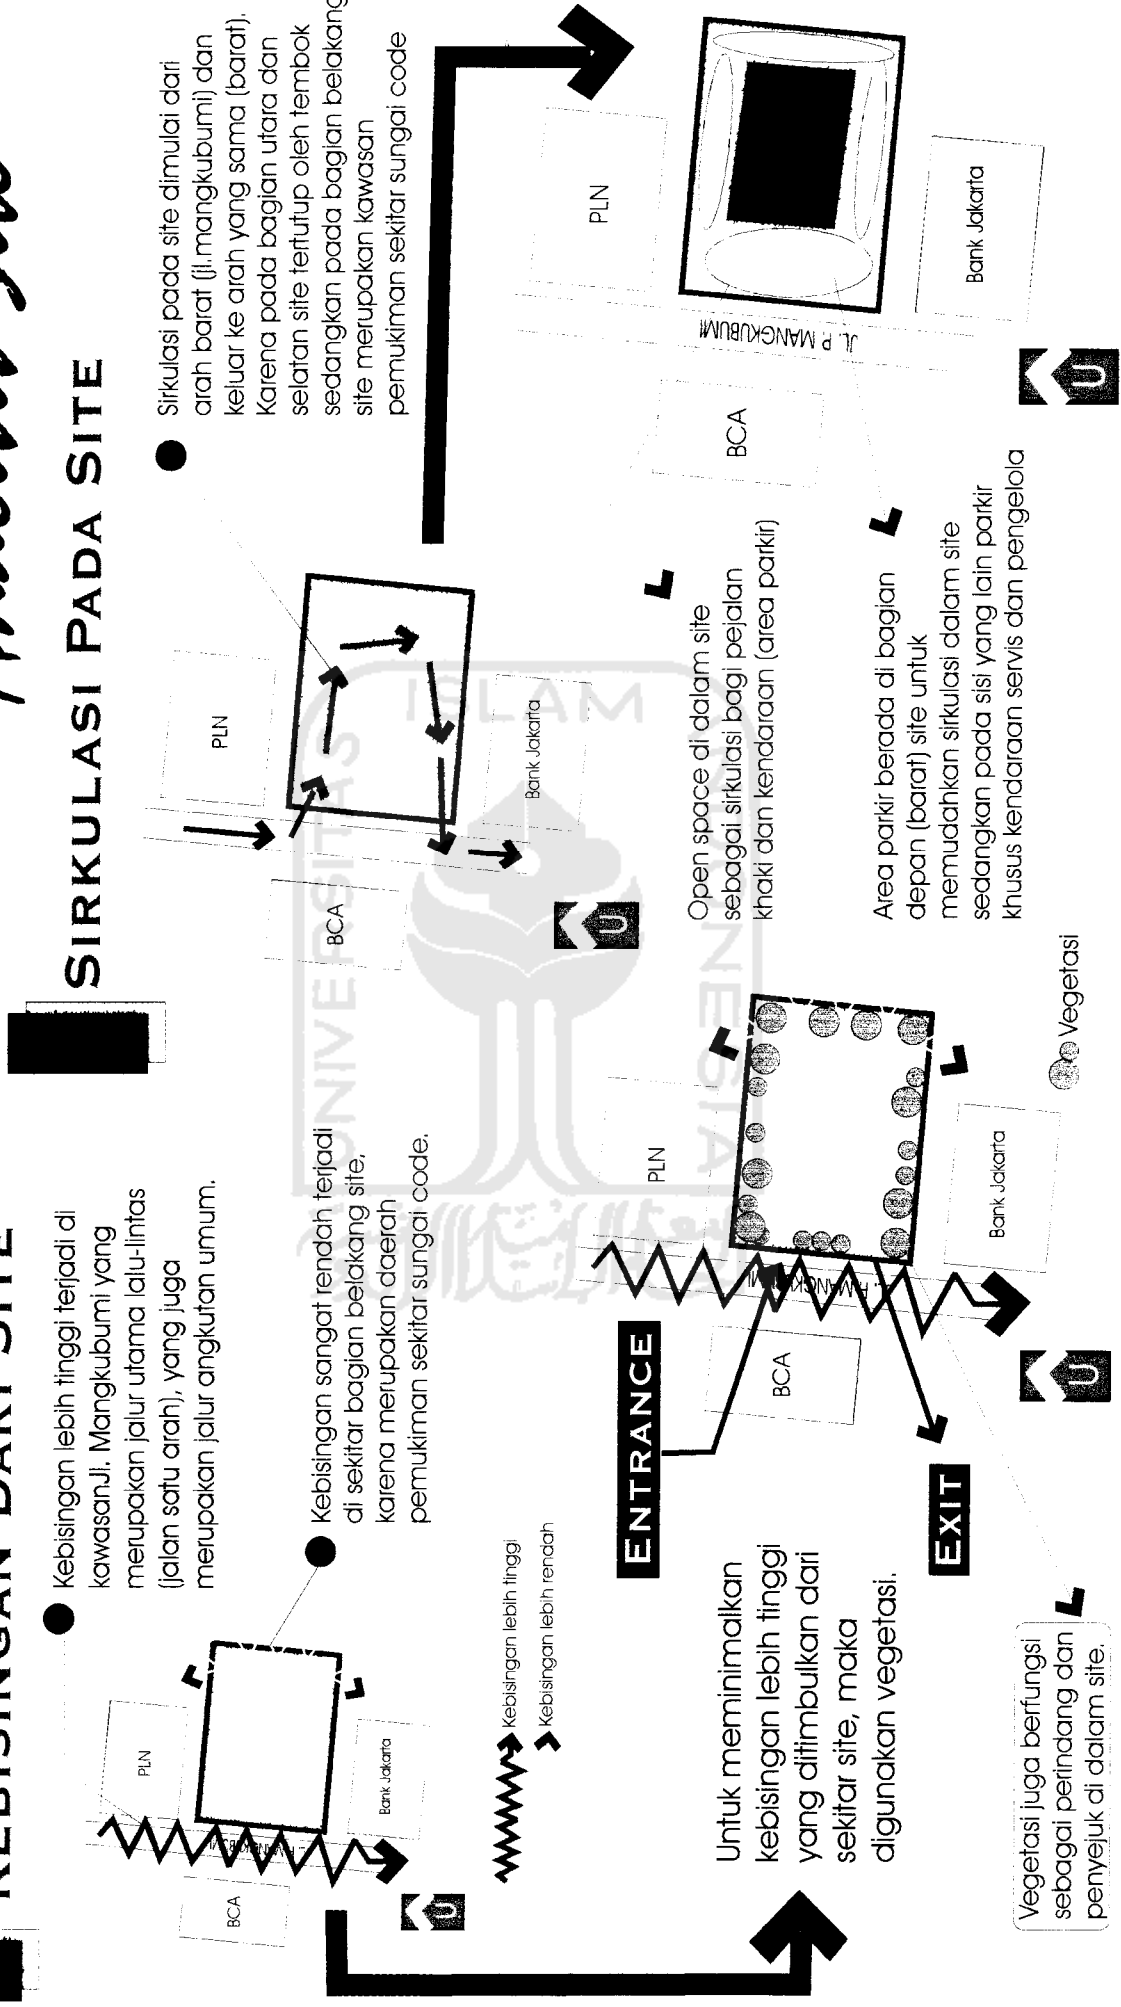 KEBISINGAN DARI SITE
Kebisingan lebih tinggi terjadi di
kawasanJl. Mangkubumi yang
merupakan jalur utama lalu-lintas
(jalan satu arah), yang juga
merupakan jalur angkutan umum.
Kebisingan sangat rendah terjadi
di sekitar bagian belakang site,
karena merupakan daerah
pemukiman sekitar sungai code.
PLN
BCA
Bank Jakarta
U
Kebisingan lebih tinggi
Kebisingan lebih rendah
Untuk meminimalkan
kebisingan lebih tinggi
yang ditimbulkan dari
sekitar site, maka
digunakan vegetasi.
Vegetasi juga berfungsi
sebagai perindang dan
penyejuk di dalam site.
ENTRANCE
EXIT
PLN
BCA
Bank Jakarta
U
Vegetasi
SIRKULASI PADA SITE
Sirkulasi pada site dimulai dari
arah barat (jl.mangkubumi) dan
keluar ke arah yang sama (barat).
Karena pada bagian utara dan
selatan site tertutup oleh tembok
sedangkan pada bagian belakang
site merupakan kawasan
pemukiman sekitar sungai code
PLN
BCA
Bank Jakarta
U
Open space di dalam site
sebagai sirkulasi bagi pejalan
khaki dan kendaraan (area parkir)
Area parkir berada di bagian
depan (barat) site untuk
memudahkan sirkulasi dalam site
sedangkan pada sisi yang lain parkir
khusus kendaraan servis dan pengelola
PLN
JL. P. MANGKUBUMI
BCA
Bank Jakarta
U
UNIVERSITAS
ISLAM
INDONESIA